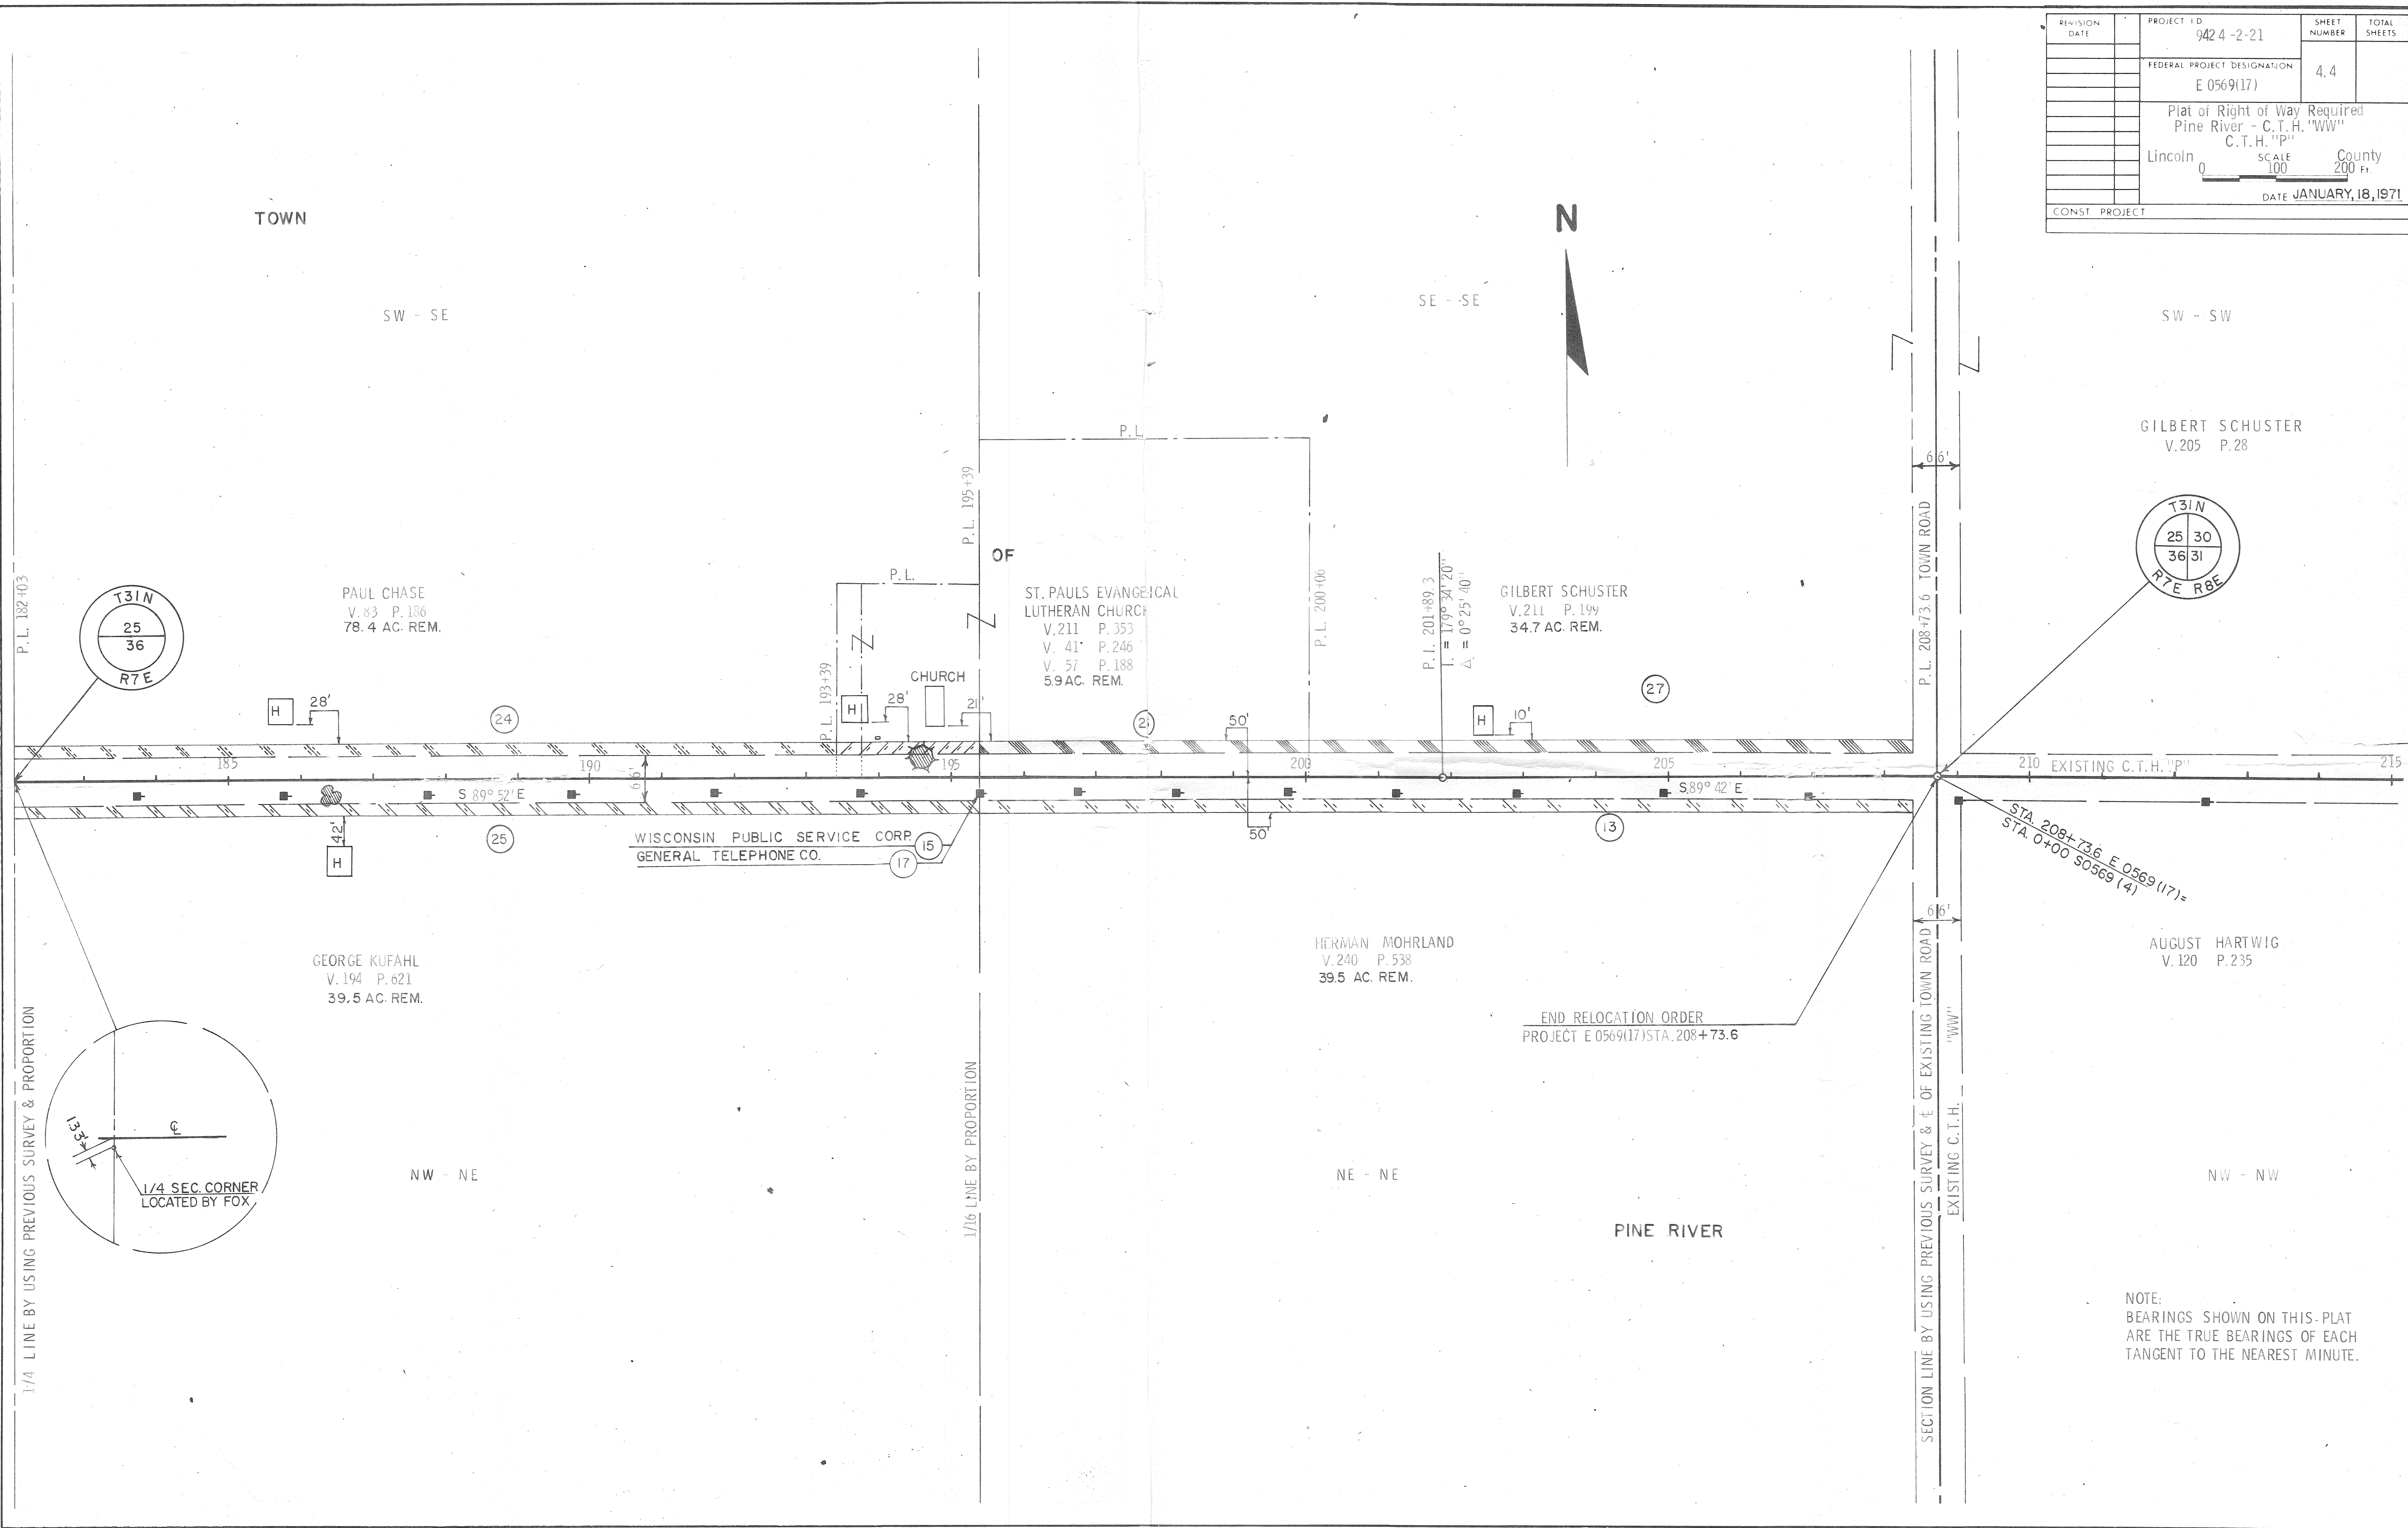 REVISION DATE
PROJECT I D
9424-2-21
SHEET NUMBER
TOTAL SHEETS
FEDERAL PROJECT DESIGNATION
E 0569(17)
4.4
Plat of Right of Way Required
Pine River - C.T.H. "WW"
C.T.H. "P"
Lincoln SCALE County
0 100 200 Ft.
DATE JANUARY, 18, 1971
CONST. PROJECT
TOWN
N
SW - SE
SE - SE
SW - SW
GILBERT SCHUSTER
V.205 P.28
P.L.
66'
P.L. 195+39
P.L. 208+73.6 TOWN ROAD
T31N
25 30
36 31
R7E R8E
OF
P.L. 182+03
T31N
25
36
R7E
PAUL CHASE
V.83 P.186
78.4 AC. REM.
P.L.
P.L. 193+39
ST. PAULS EVANGELICAL
LUTHERAN CHURCH
V.211 P.353
V. 41 P.246
V. 57 P.188
5.9 AC. REM.
P.L. 200+06
P.I. 201+89.3
I. = 179° 34' 20"
Δ = 0° 25' 40"
GILBERT SCHUSTER
V.211 P.199
34.7 AC. REM.
CHURCH
H
28'
24
H
28'
21'
50'
H
10'
27
185
190
195
200
205
210
EXISTING C.T.H. "P"
215
66'
S 89° 52' E
S 89° 42' E
42'
H
25
WISCONSIN PUBLIC SERVICE CORP.
15
GENERAL TELEPHONE CO.
17
50'
13
STA. 208+73.6 E 0569 (17)=
STA. 0+00 S0569 (4)
66'
GEORGE KUFAHL
V.194 P.621
39.5 AC. REM.
HERMAN MOHRLAND
V.240 P.538
39.5 AC. REM.
AUGUST HARTWIG
V.120 P.235
END RELOCATION ORDER
PROJECT E 0569(17) STA. 208+73.6
1/4 LINE BY USING PREVIOUS SURVEY & PROPORTION
1.33'
℄
1/4 SEC. CORNER
LOCATED BY FOX
1/16 LINE BY PROPORTION
SECTION LINE BY USING PREVIOUS SURVEY & ℄ OF EXISTING TOWN ROAD
EXISTING C.T.H. "WW"
NW - NE
NE - NE
NW - NW
PINE RIVER
NOTE:
BEARINGS SHOWN ON THIS PLAT
ARE THE TRUE BEARINGS OF EACH
TANGENT TO THE NEAREST MINUTE.